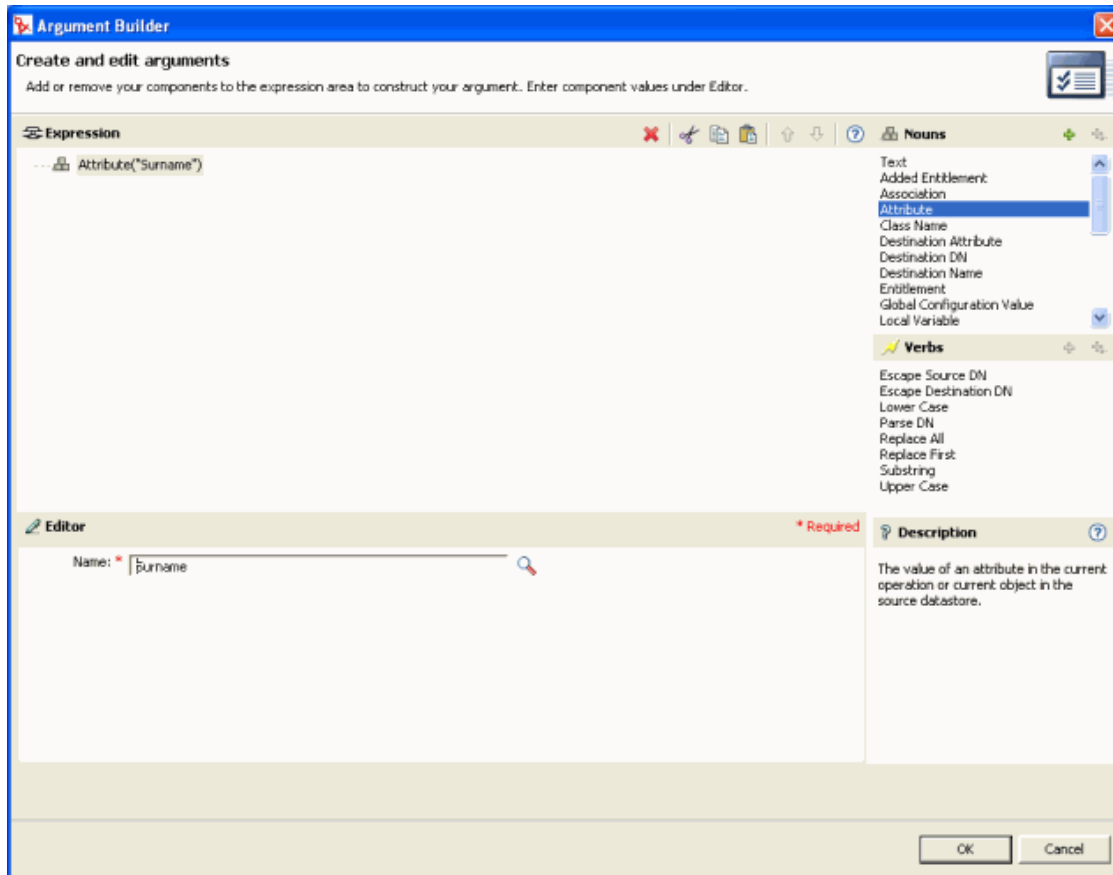 Argument Builder
Create and edit arguments
Add or remove your components to the expression area to construct your argument. Enter component values under Editor.
Expression
Attribute("Surname")
Nouns
Text
Added Entitlement
Association
Attribute
Class Name
Destination Attribute
Destination DN
Destination Name
Entitlement
Global Configuration Value
Local Variable
Verbs
Escape Source DN
Escape Destination DN
Lower Case
Parse DN
Replace All
Replace First
Substring
Upper Case
Editor
* Required
Name: *
Surname
Description
The value of an attribute in the current
operation or current object in the
source datastore.
OK
Cancel